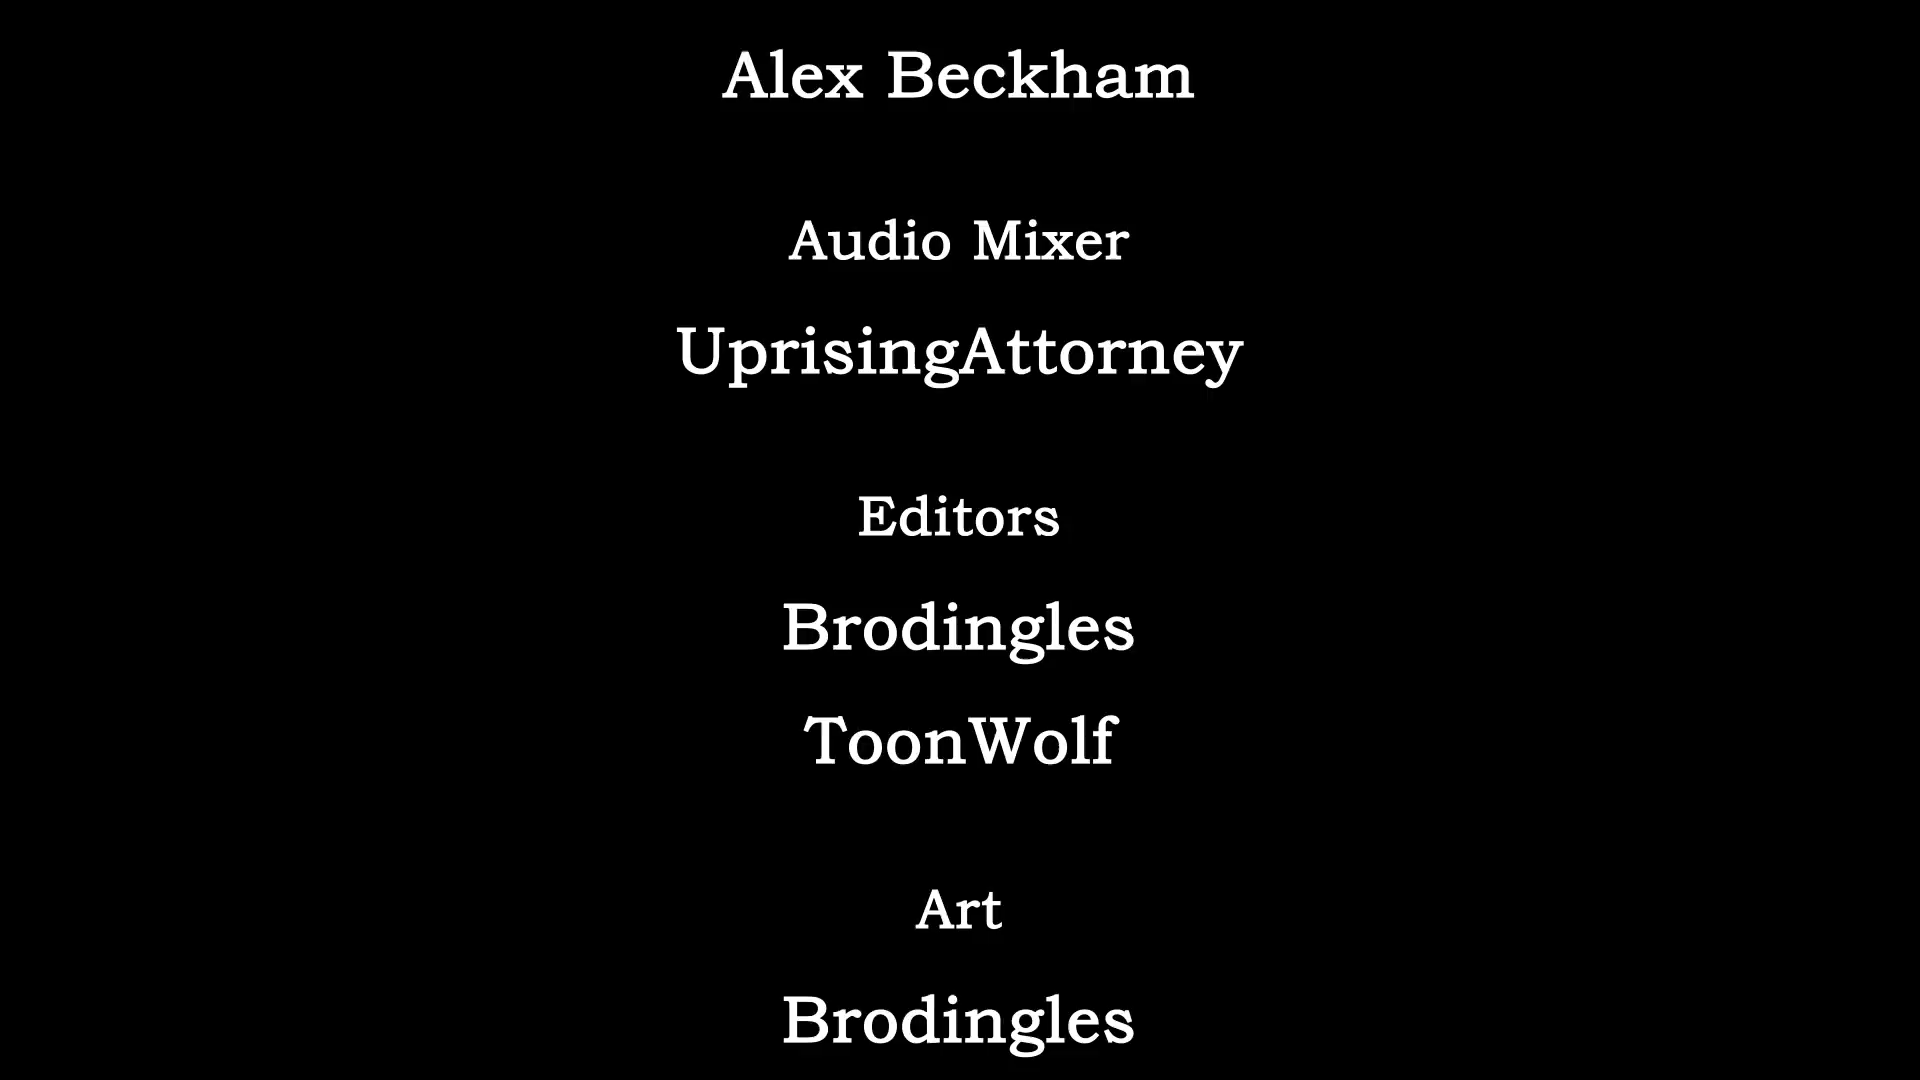 Alex Beckham
Audio Mixer
UprisingAttorney
Editors
Brodingles
ToonWolf
Art
Brodingles